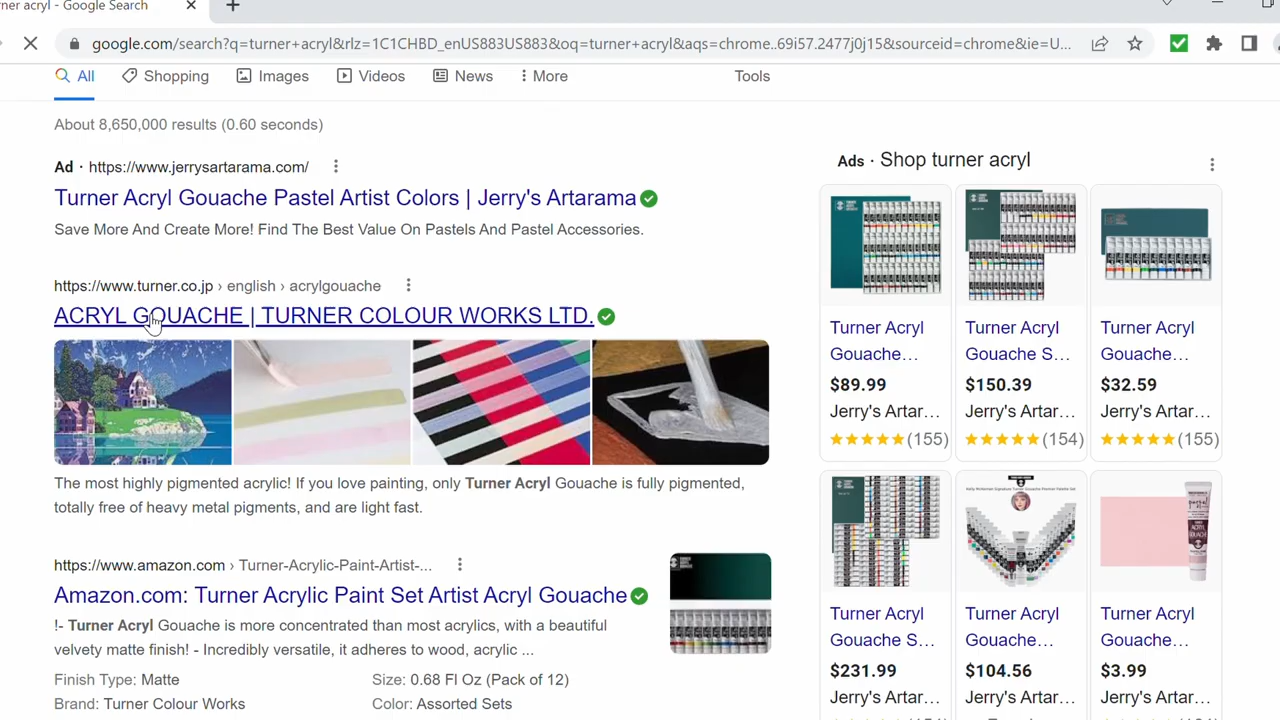 rner acryl - Google Search
google.com/search?q=turner+acryl&rlz=1C1CHBD_enUS883US883&oq=turner+acryl&aqs=chrome..69i57.2477j0j15&sourceid=chrome&ie=U...
All
Shopping
Images
Videos
News
More
Tools
About 8,650,000 results (0.60 seconds)
Ad · https://www.jerrysartarama.com/
Turner Acryl Gouache Pastel Artist Colors | Jerry's Artarama
Save More And Create More! Find The Best Value On Pastels And Pastel Accessories.
https://www.turner.co.jp › english › acrylgouache
ACRYL GOUACHE | TURNER COLOUR WORKS LTD.
The most highly pigmented acrylic! If you love painting, only Turner Acryl Gouache is fully pigmented,
totally free of heavy metal pigments, and are light fast.
https://www.amazon.com › Turner-Acrylic-Paint-Artist-...
Amazon.com: Turner Acrylic Paint Set Artist Acryl Gouache
!- Turner Acryl Gouache is more concentrated than most acrylics, with a beautiful
velvety matte finish! - Incredibly versatile, it adheres to wood, acrylic ...
Finish Type: Matte
Size: 0.68 Fl Oz (Pack of 12)
Brand: Turner Colour Works
Color: Assorted Sets
Ads · Shop turner acryl
Turner Acryl
Gouache...
$89.99
Jerry's Artar...
(155)
Turner Acryl
Gouache S...
$150.39
Jerry's Artar...
(154)
Turner Acryl
Gouache...
$32.59
Jerry's Artar...
(155)
Turner Acryl
Gouache S...
$231.99
Jerry's Artar...
Turner Acryl
Gouache...
$104.56
Jerry's Artar...
Turner Acryl
Gouache...
$3.99
Jerry's Artar...